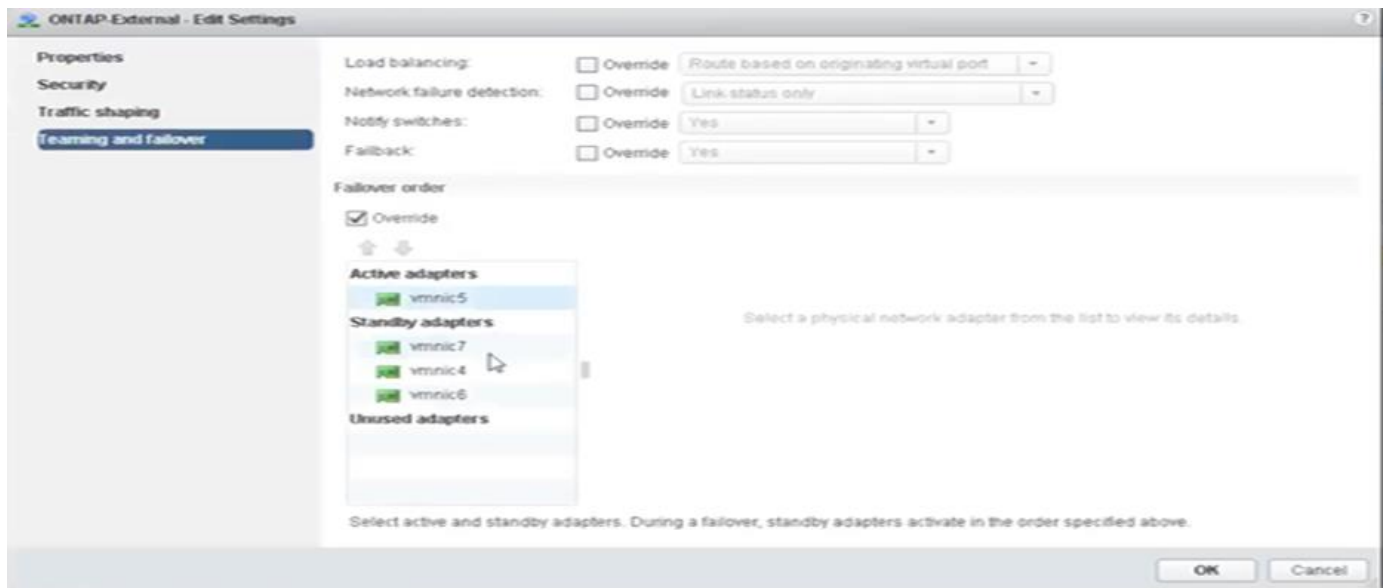 ONTAP-External - Edit Settings
?
Properties
Security
Traffic shaping
Teaming and failover
Load balancing: Override Route based on originating virtual port
Network failure detection: Override Link status only
Notify switches: Override Yes
Failback: Override Yes
Failover order
Override
Active adapters
vmnic5
Standby adapters
vmnic7
vmnic4
vmnic6
Unused adapters
Select a physical network adapter from the list to view its details.
Select active and standby adapters. During a failover, standby adapters activate in the order specified above.
OK Cancel